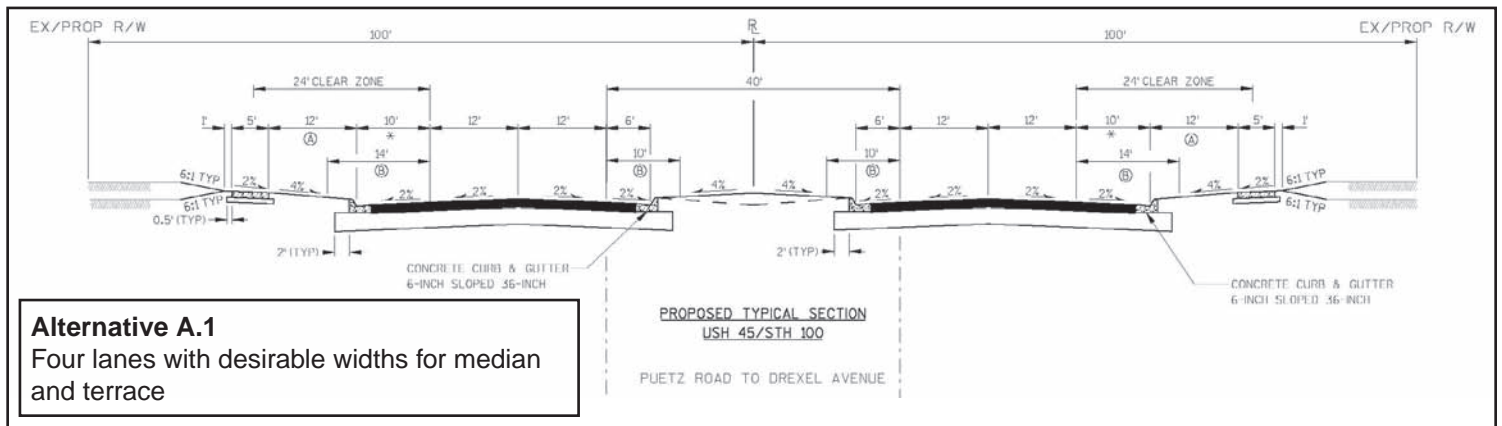 EX/PROP R/W
R
EX/PROP R/W
100'
100'
24' CLEAR ZONE
40'
24' CLEAR ZONE
1'
5'
12'
10'
12'
12'
6'
6'
12'
12'
10'
12'
5'
1'
A
*
*
A
14'
10'
10'
14'
B
B
B
B
6:1 TYP
2%
4%
2%
2%
2%
2%
4%
4%
2%
2%
2%
2%
4%
2%
6:1 TYP
6:1 TYP
6:1 TYP
0.5' (TYP)
2' (TYP)
2' (TYP)
CONCRETE CURB & GUTTER
6-INCH SLOPED 36-INCH
CONCRETE CURB & GUTTER
6-INCH SLOPED 36-INCH
PROPOSED TYPICAL SECTION
USH 45/STH 100
PUETZ ROAD TO DREXEL AVENUE
Alternative A.1
Four lanes with desirable widths for median
and terrace